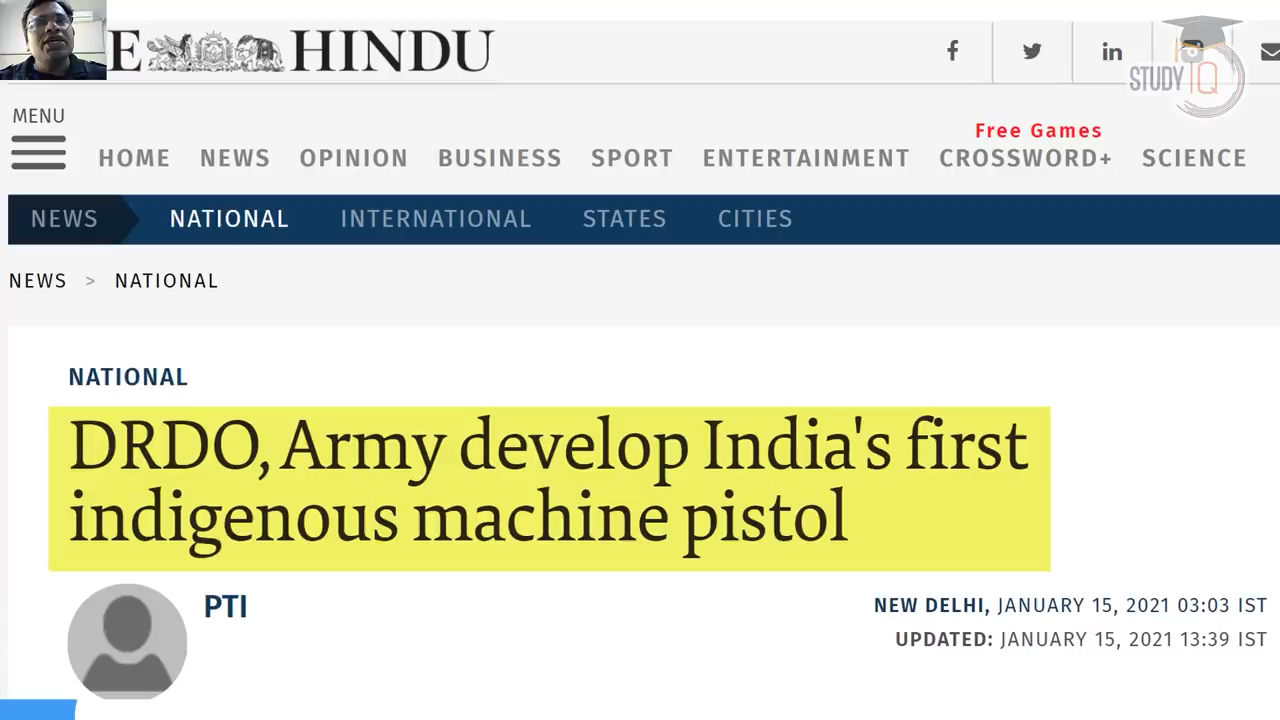 E HINDU
STUDY IQ
MENU
Free Games
HOME NEWS OPINION BUSINESS SPORT ENTERTAINMENT CROSSWORD+ SCIENCE
NEWS NATIONAL INTERNATIONAL STATES CITIES
NEWS > NATIONAL
NATIONAL
DRDO, Army develop India's first
indigenous machine pistol
PTI
NEW DELHI, JANUARY 15, 2021 03:03 IST
UPDATED: JANUARY 15, 2021 13:39 IST